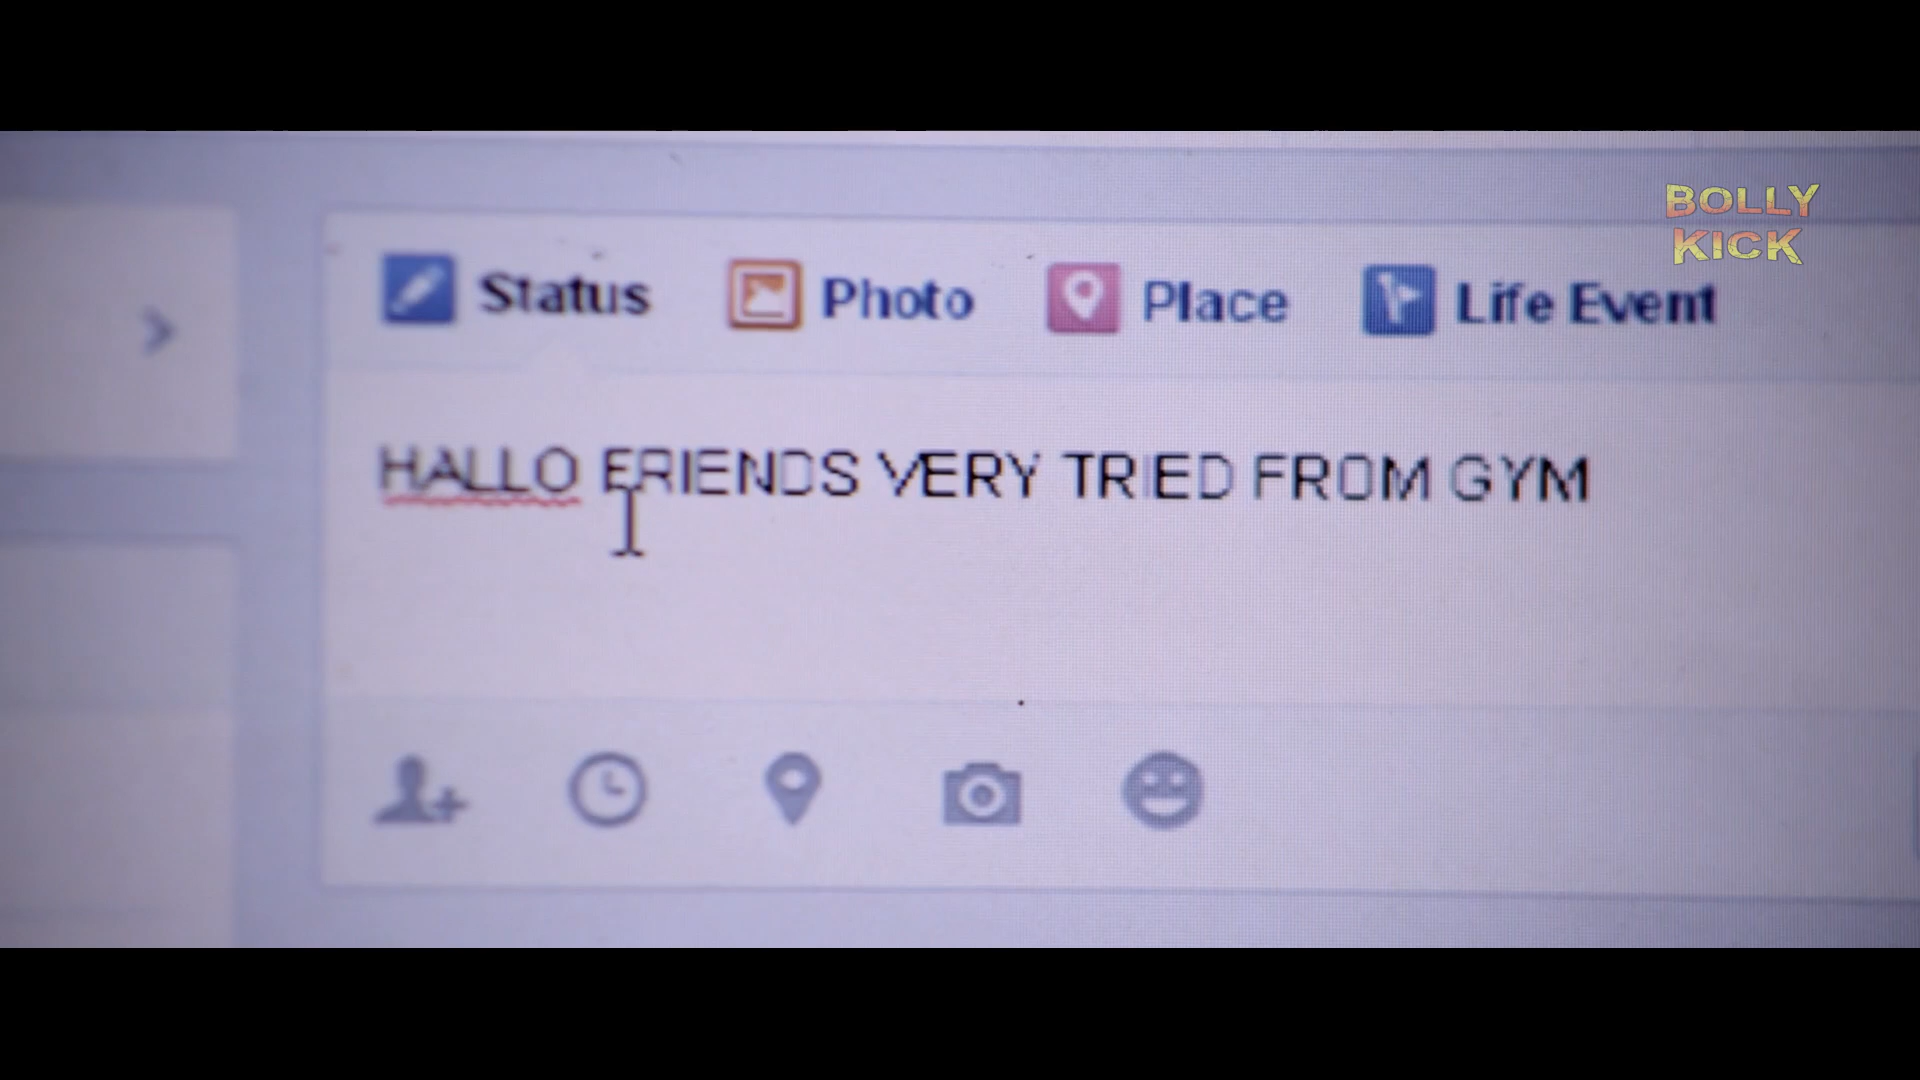 BOLLY
KICK
Status Photo Place Life Event
HALLO FRIENDS VERY TRIED FROM GYM